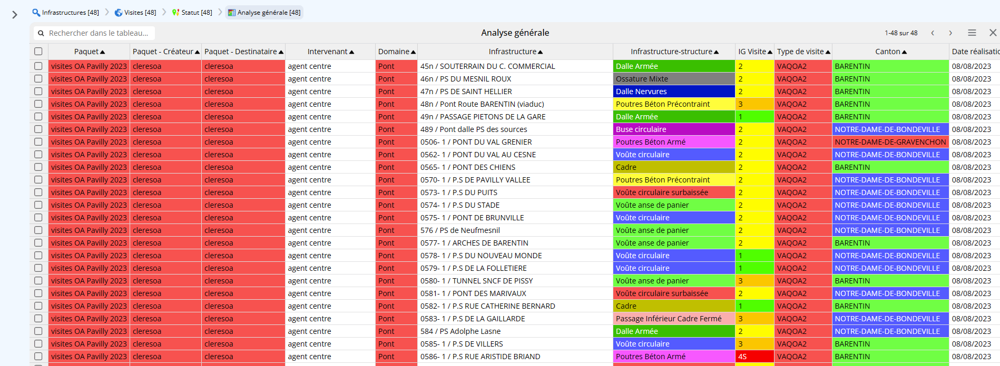 Infrastructures [48] Visites [48] Statut [48] Analyse générale [48]
Rechercher dans le tableau... Analyse générale 1-48 sur 48
Paquet Paquet - Créateur Paquet - Destinataire Intervenant Domaine Infrastructure Infrastructure-structure IG Visite Type de visite Canton Date réalisatio
visites OA Pavilly 2023 cleresoa cleresoa agent centre Pont 45n / SOUTERRAIN DU C. COMMERCIAL Dalle Armée 2 VAQOA2 BARENTIN 08/08/2023
visites OA Pavilly 2023 cleresoa cleresoa agent centre Pont 46n / PS DU MESNIL ROUX Ossature Mixte 2 VAQOA2 BARENTIN 08/08/2023
visites OA Pavilly 2023 cleresoa cleresoa agent centre Pont 47n / PS DE SAINT HELLIER Dalle Nervures 2 VAQOA2 BARENTIN 08/08/2023
visites OA Pavilly 2023 cleresoa cleresoa agent centre Pont 48n / Pont Route BARENTIN (viaduc) Poutres Béton Précontraint 3 VAQOA2 BARENTIN 08/08/2023
visites OA Pavilly 2023 cleresoa cleresoa agent centre Pont 49n / PASSAGE PIETONS DE LA GARE Dalle Armée 1 VAQOA2 BARENTIN 08/08/2023
visites OA Pavilly 2023 cleresoa cleresoa agent centre Pont 489 / Pont dalle PS des sources Buse circulaire 2 VAQOA2 NOTRE-DAME-DE-BONDEVILLE 08/08/2023
visites OA Pavilly 2023 cleresoa cleresoa agent centre Pont 0506- 1 / PONT DU VAL GRENIER Poutres Béton Armé 2 VAQOA2 NOTRE-DAME-DE-GRAVENCHON 08/08/2023
visites OA Pavilly 2023 cleresoa cleresoa agent centre Pont 0562- 1 / PONT DU VAL AU CESNE Voûte circulaire 2 VAQOA2 NOTRE-DAME-DE-BONDEVILLE 08/08/2023
visites OA Pavilly 2023 cleresoa cleresoa agent centre Pont 0565- 1 / PONT DES CHIENS Cadre 2 VAQOA2 BARENTIN 08/08/2023
visites OA Pavilly 2023 cleresoa cleresoa agent centre Pont 0570- 1 / P.S DE PAVILLY VALLEE Poutres Béton Précontraint 2 VAQOA2 NOTRE-DAME-DE-BONDEVILLE 08/08/2023
visites OA Pavilly 2023 cleresoa cleresoa agent centre Pont 0573- 1 / P.S DU PUITS Voûte circulaire surbaissée 2 VAQOA2 NOTRE-DAME-DE-BONDEVILLE 08/08/2023
visites OA Pavilly 2023 cleresoa cleresoa agent centre Pont 0574- 1 / P.S DU STADE Voûte anse de panier 2 VAQOA2 NOTRE-DAME-DE-BONDEVILLE 08/08/2023
visites OA Pavilly 2023 cleresoa cleresoa agent centre Pont 0575- 1 / PONT DE BRUNVILLE Voûte circulaire 2 VAQOA2 NOTRE-DAME-DE-BONDEVILLE 08/08/2023
visites OA Pavilly 2023 cleresoa cleresoa agent centre Pont 576 / PS de Neufmesnil Voûte anse de panier 2 VAQOA2 NOTRE-DAME-DE-BONDEVILLE 08/08/2023
visites OA Pavilly 2023 cleresoa cleresoa agent centre Pont 0577- 1 / ARCHES DE BARENTIN Voûte anse de panier 2 VAQOA2 BARENTIN 08/08/2023
visites OA Pavilly 2023 cleresoa cleresoa agent centre Pont 0578- 1 / P.S DU NOUVEAU MONDE Voûte circulaire 1 VAQOA2 NOTRE-DAME-DE-BONDEVILLE 08/08/2023
visites OA Pavilly 2023 cleresoa cleresoa agent centre Pont 0579- 1 / P.S DE LA FOLLETIERE Voûte circulaire 1 VAQOA2 NOTRE-DAME-DE-BONDEVILLE 08/08/2023
visites OA Pavilly 2023 cleresoa cleresoa agent centre Pont 0580- 1 / TUNNEL SNCF DE PISSY Voûte anse de panier 3 VAQOA2 BARENTIN 08/08/2023
visites OA Pavilly 2023 cleresoa cleresoa agent centre Pont 0581- 1 / PONT DES MARIVAUX Voûte circulaire surbaissée 2 VAQOA2 NOTRE-DAME-DE-BONDEVILLE 08/08/2023
visites OA Pavilly 2023 cleresoa cleresoa agent centre Pont 0582- 1 / P.S RUE CATHERINE BERNARD Cadre 1 VAQOA2 BARENTIN 08/08/2023
visites OA Pavilly 2023 cleresoa cleresoa agent centre Pont 0583- 1 / P.S DE LA GAILLARDE Passage Inférieur Cadre Fermé 3 VAQOA2 NOTRE-DAME-DE-BONDEVILLE 08/08/2023
visites OA Pavilly 2023 cleresoa cleresoa agent centre Pont 584 / PS Adolphe Lasne Dalle Armée 2 VAQOA2 NOTRE-DAME-DE-BONDEVILLE 08/08/2023
visites OA Pavilly 2023 cleresoa cleresoa agent centre Pont 0585- 1 / P.S DE VILLERS Voûte circulaire 3 VAQOA2 BARENTIN 08/08/2023
visites OA Pavilly 2023 cleresoa cleresoa agent centre Pont 0586- 1 / P.S RUE ARISTIDE BRIAND Poutres Béton Armé 4S VAQOA2 BARENTIN 08/08/2023